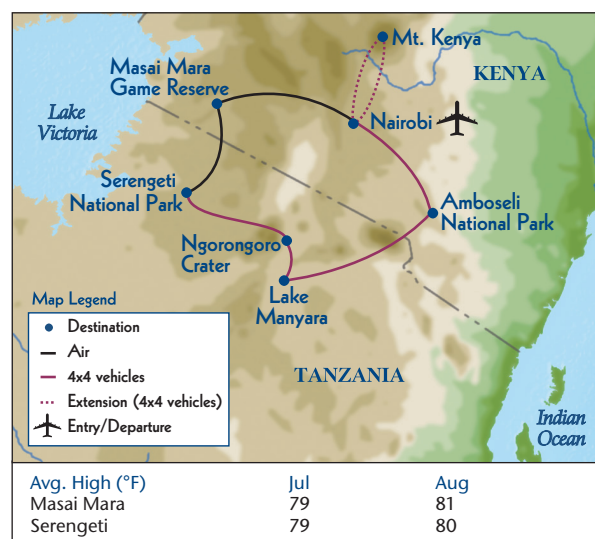 Mt. Kenya
KENYA
Masai Mara
Game Reserve
Lake
Victoria
Nairobi
Serengeti
National Park
Amboseli
National Park
Ngorongoro
Crater
Lake
Manyara
Map Legend
Destination
Air
4x4 vehicles
Extension (4x4 vehicles)
Entry/Departure
TANZANIA
Indian
Ocean
Avg. High (°F) Jul Aug
Masai Mara 79 81
Serengeti 79 80